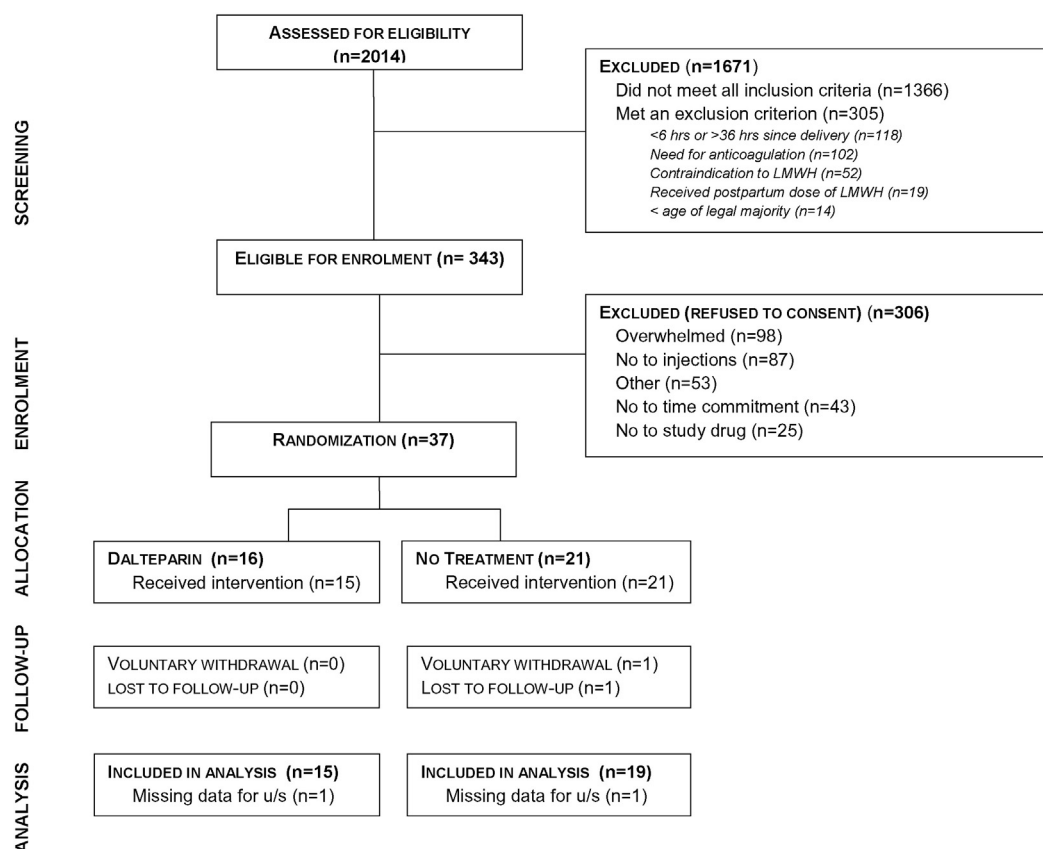 ASSESSED FOR ELIGIBILITY
(n=2014)
EXCLUDED (n=1671)
Did not meet all inclusion criteria (n=1366)
Met an exclusion criterion (n=305)
<6 hrs or >36 hrs since delivery (n=118)
Need for anticoagulation (n=102)
Contraindication to LMWH (n=52)
Received postpartum dose of LMWH (n=19)
< age of legal majority (n=14)
SCREENING
ELIGIBLE FOR ENROLMENT (n= 343)
EXCLUDED (REFUSED TO CONSENT) (n=306)
Overwhelmed (n=98)
No to injections (n=87)
Other (n=53)
No to time commitment (n=43)
No to study drug (n=25)
ENROLMENT
RANDOMIZATION (n=37)
ALLOCATION
DALTEPARIN (n=16)
Received intervention (n=15)
NO TREATMENT (n=21)
Received intervention (n=21)
FOLLOW-UP
VOLUNTARY WITHDRAWAL (n=0)
LOST TO FOLLOW-UP (n=0)
VOLUNTARY WITHDRAWAL (n=1)
LOST TO FOLLOW-UP (n=1)
ANALYSIS
INCLUDED IN ANALYSIS (n=15)
Missing data for u/s (n=1)
INCLUDED IN ANALYSIS (n=19)
Missing data for u/s (n=1)